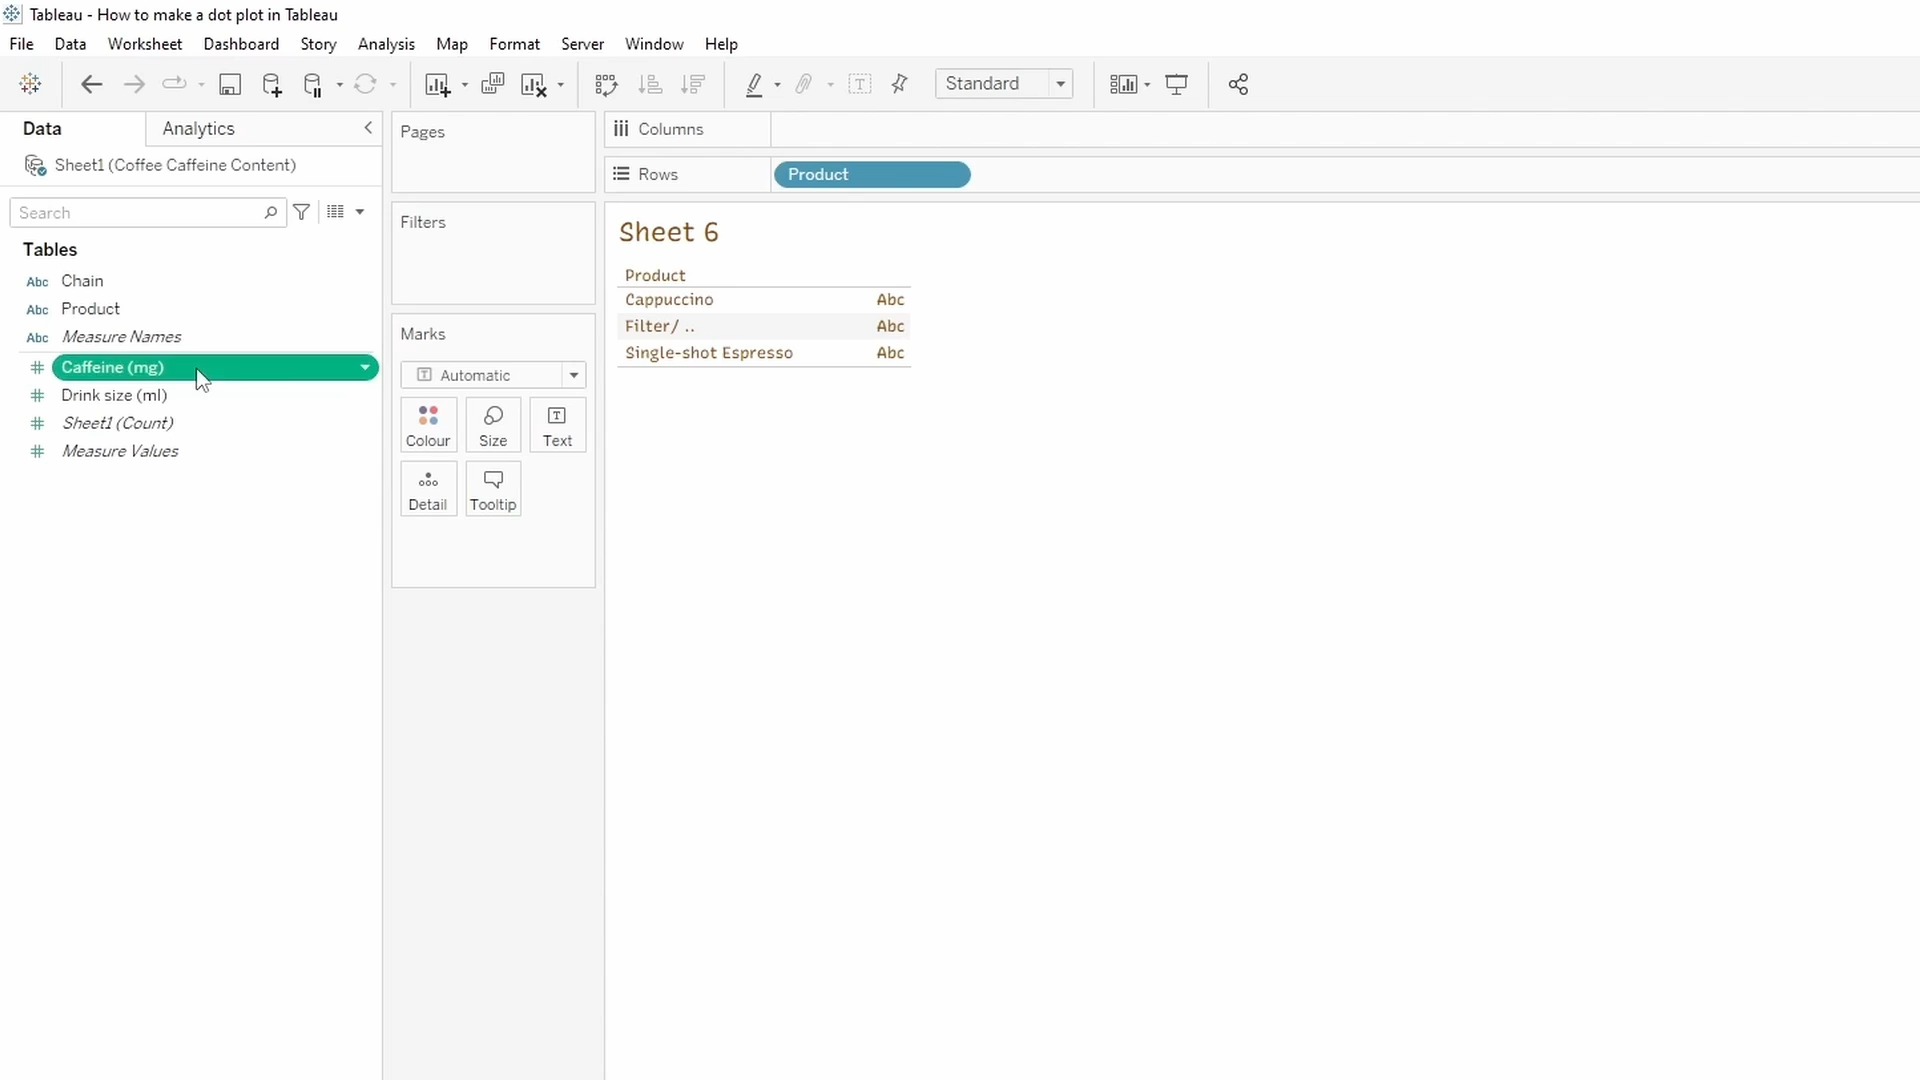 Tableau - How to make a dot plot in Tableau
File Data Worksheet Dashboard Story Analysis Map Format Server Window Help
Standard
Data Analytics
Sheet1 (Coffee Caffeine Content)
Search
Tables
Abc Chain
Abc Product
Abc Measure Names
# Caffeine (mg)
# Drink size (ml)
# Sheet1 (Count)
# Measure Values
Pages
Filters
Marks
Automatic
Colour Size Text
Detail Tooltip
Columns
Rows Product
Sheet 6
Product
Cappuccino Abc
Filter/ .. Abc
Single-shot Espresso Abc